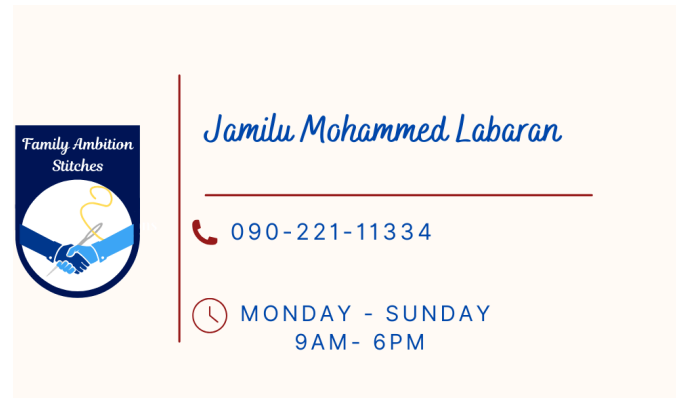 Family Ambition
Stitches
Jamilu Mohammed Labaran
090-221-11334
MONDAY - SUNDAY
9AM- 6PM